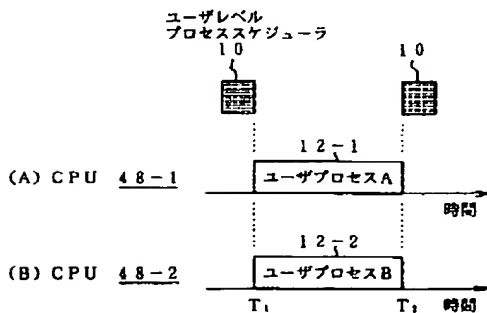 ユーザレベル
プロセススケジューラ
10 10
12-1
(A) CPU 48-1 ユーザプロセスA
時間
12-2
(B) CPU 48-2 ユーザプロセスB
T₁ T₂ 時間